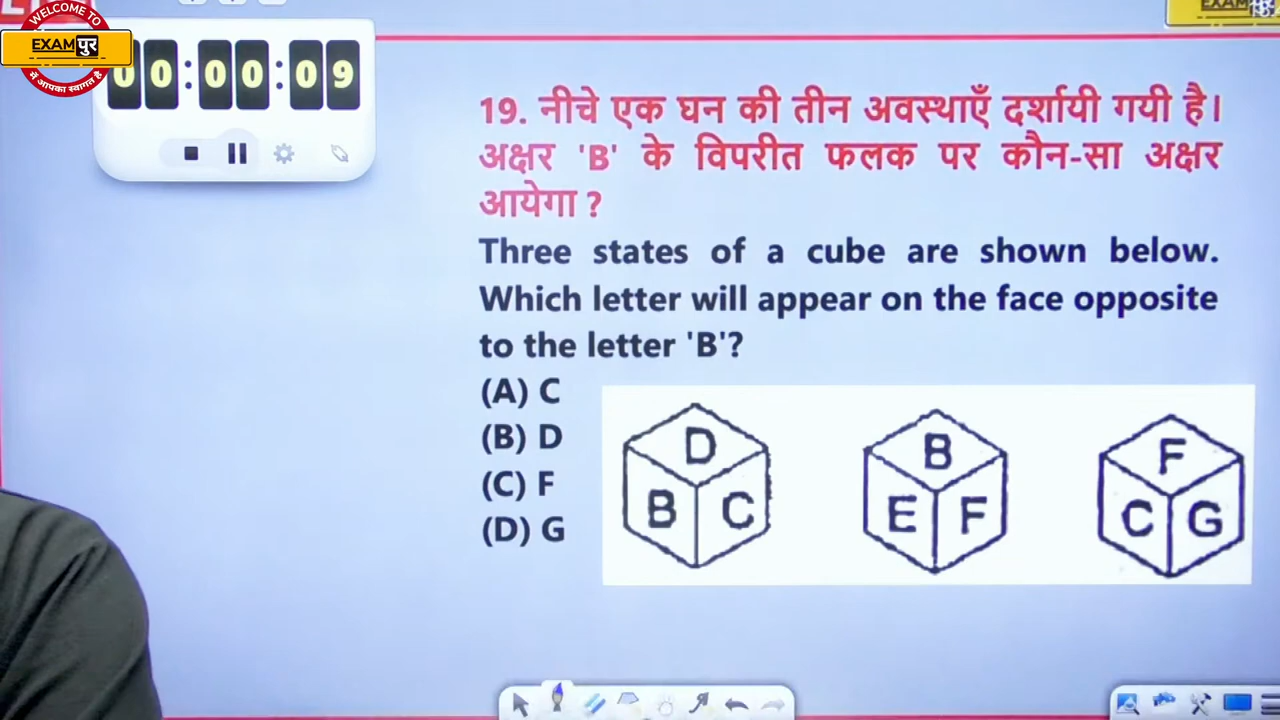 WELCOME TO
EXAMपुर
में आपका स्वागत है
00:00:09
EXAM
19. नीचे एक घन की तीन अवस्थाएँ दर्शायी गयी है।
अक्षर 'B' के विपरीत फलक पर कौन-सा अक्षर
आयेगा ?
Three states of a cube are shown below.
Which letter will appear on the face opposite
to the letter 'B'?
(A) C
(B) D
(C) F
(D) G
D
B C
B
E F
F
C G